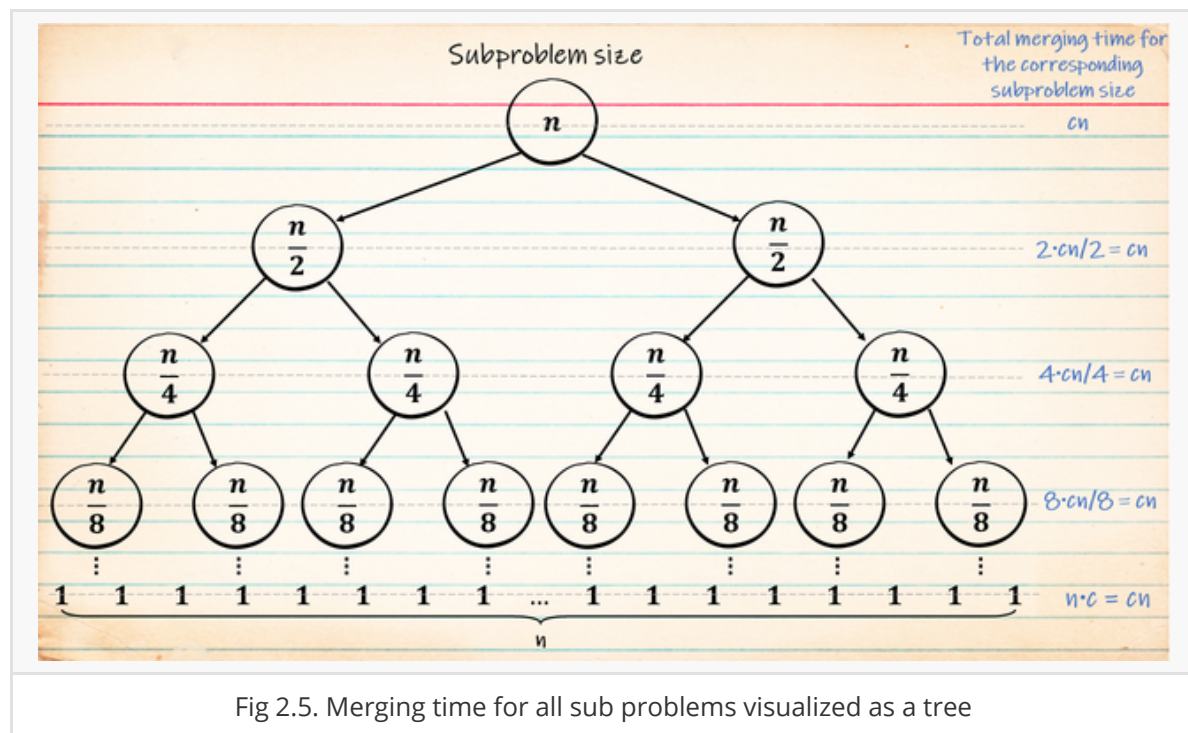 Subproblem size
Total merging time for
the corresponding
subproblem size
n
cn
n/2 n/2
2·cn/2 = cn
n/4 n/4 n/4 n/4
4·cn/4 = cn
n/8 n/8 n/8 n/8 n/8 n/8 n/8 n/8
8·cn/8 = cn
1 1 1 1 1 1 1 1 ... 1 1 1 1 1 1 1 1
n·c = cn
n
Fig 2.5. Merging time for all sub problems visualized as a tree